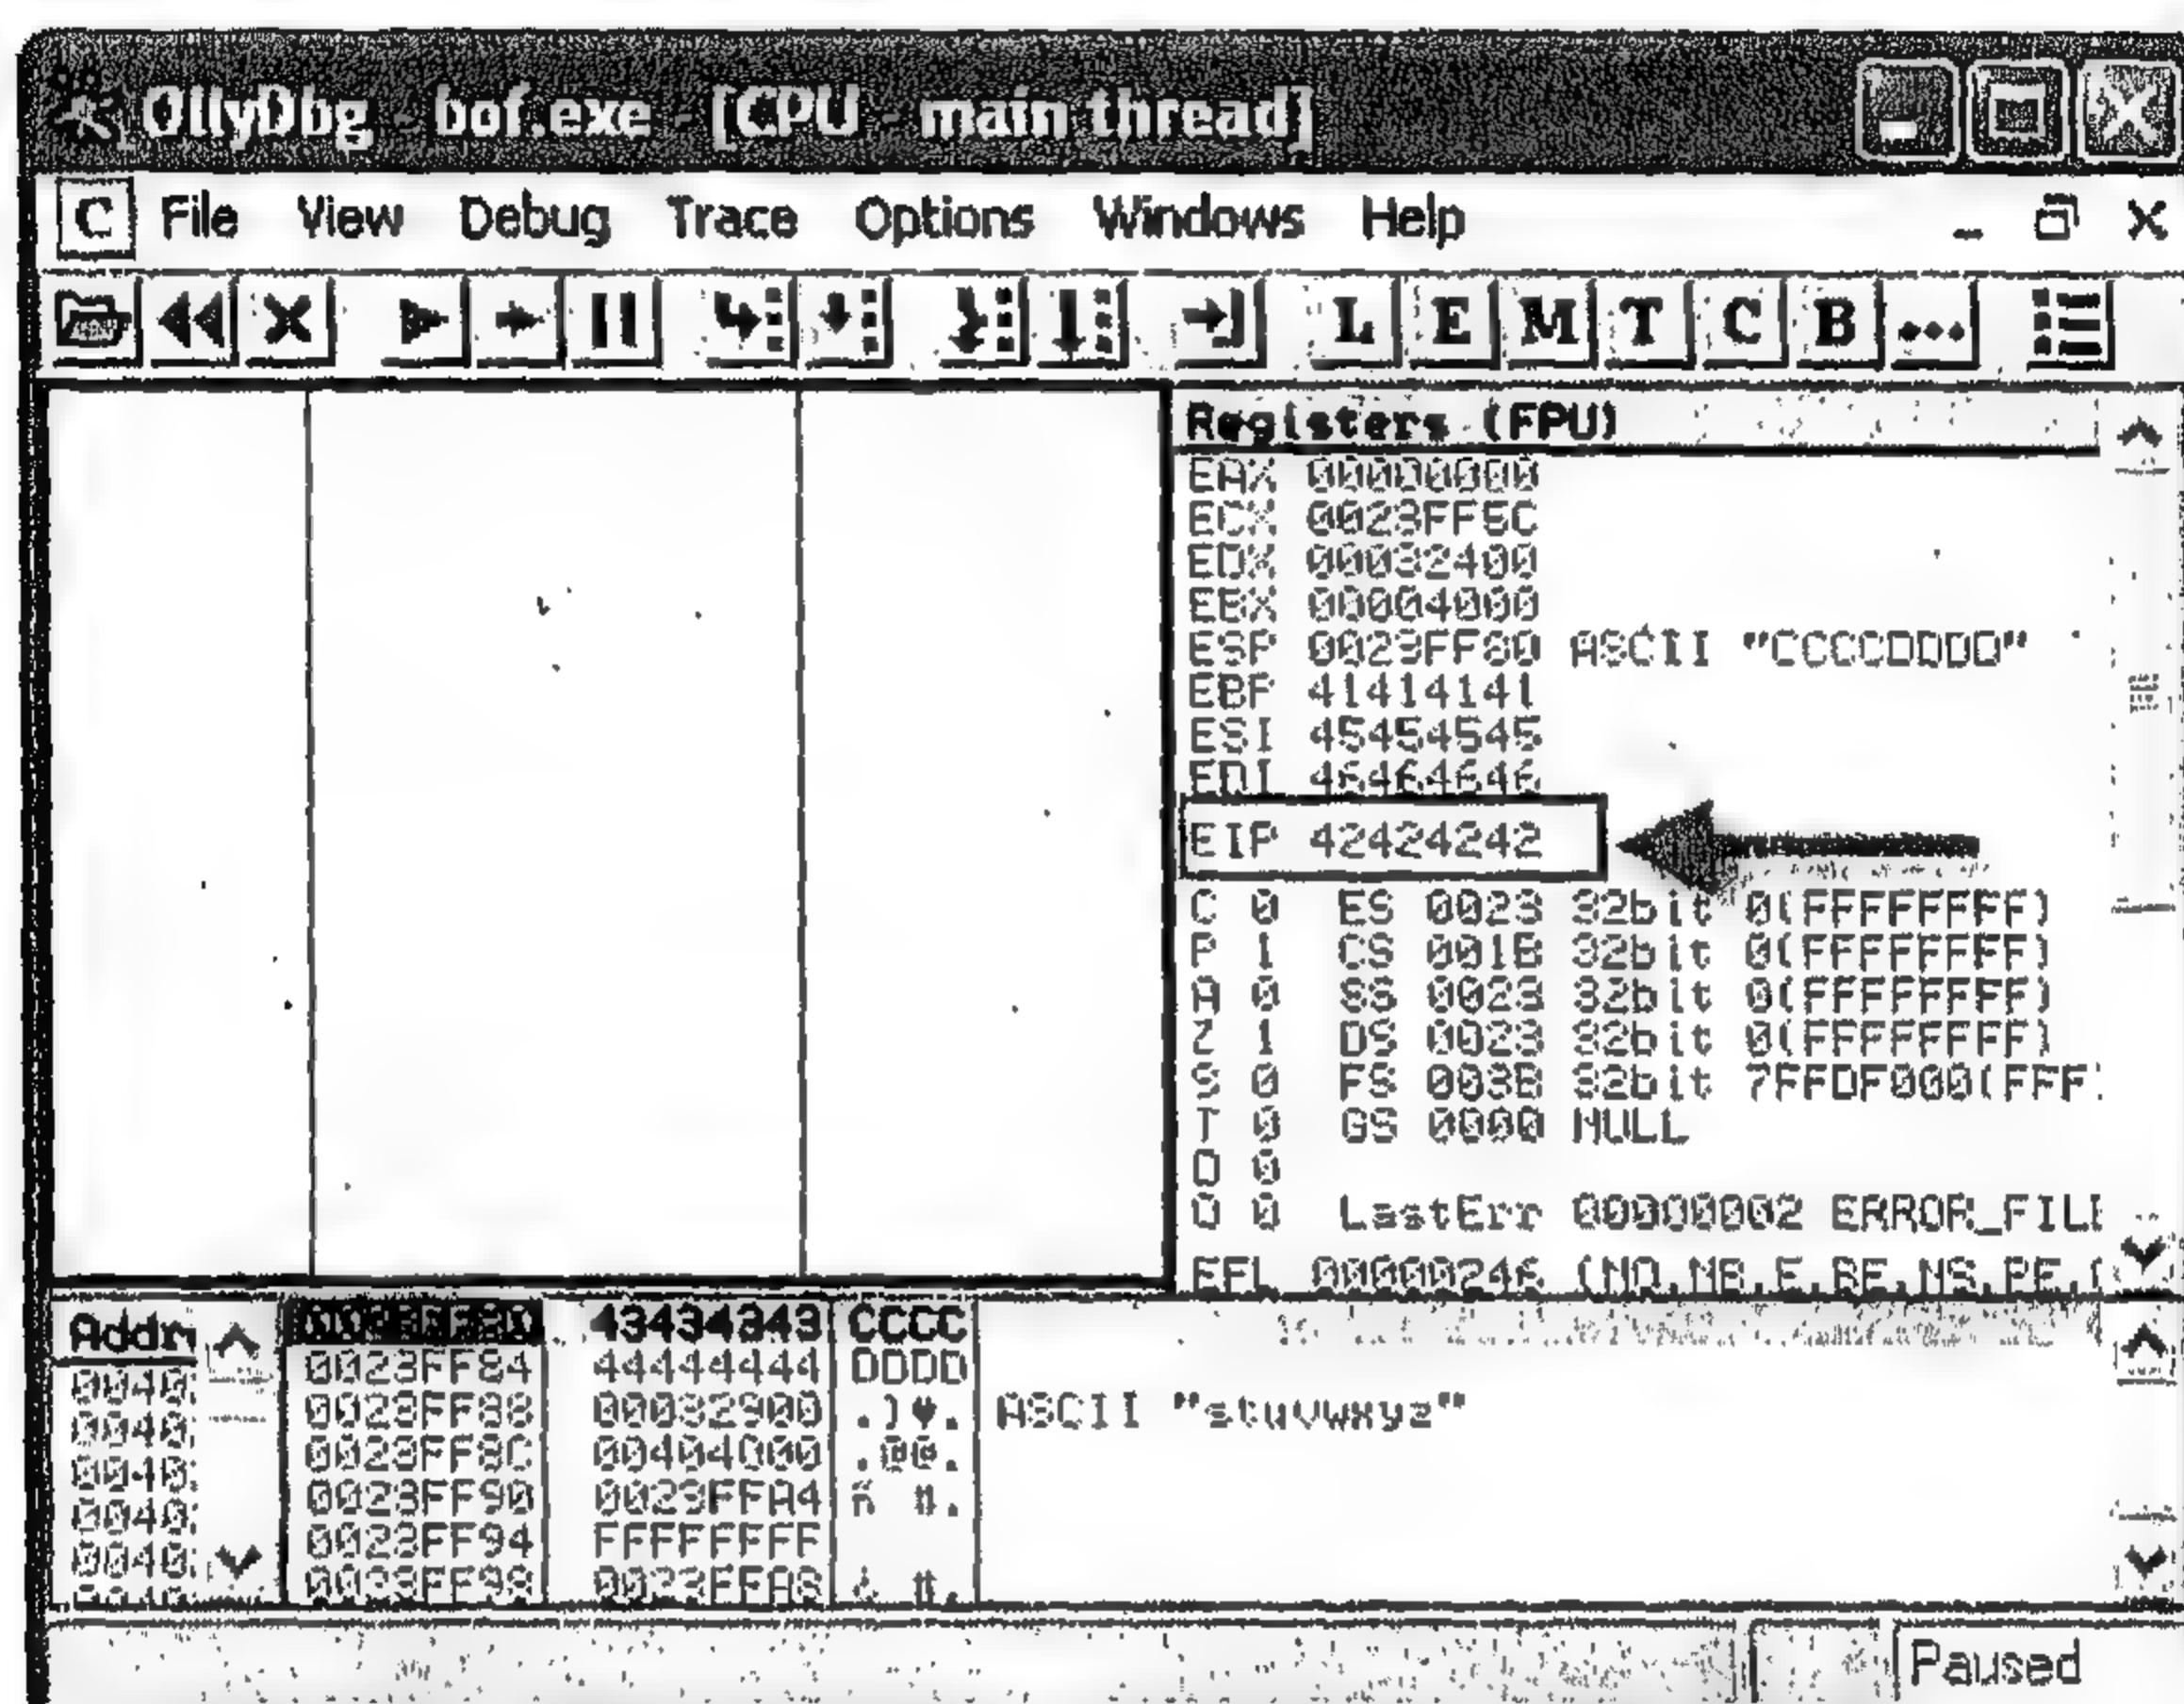 OllyDbg - bof.exe - [CPU - main thread]
C File View Debug Trace Options Windows Help
L E M T C B ...
Registers (FPU)
EAX 00000000
ECX 0023FF5C
EDX 00032400
EBX 00004000
ESP 0023FF80 ASCII "CCCCDDDD"
EBP 41414141
ESI 45454545
EDI 46464646
EIP 42424242
C 0 ES 0023 32bit 0(FFFFFFFF)
P 1 CS 001B 32bit 0(FFFFFFFF)
A 0 SS 0023 32bit 0(FFFFFFFF)
Z 1 DS 0023 32bit 0(FFFFFFFF)
S 0 FS 003B 32bit 7FFDF000(FFF
T 0 GS 0000 NULL
D 0
O 0 LastErr 00000002 ERROR_FILE
EFL 00000246 (NO,NB,E,BE,NS,PE,
Addr 0023FF80 43434343 CCCC
0040 0023FF84 44444444 DDDD
0040 0023FF88 00032900 .)♥. ASCII "stuvwxyz"
0040 0023FF8C 00404000 .@@.
0040 0023FF90 0023FFA4 ñ #.
0040 0023FF94 FFFFFFFF
0023FF98 0023FFA8 #.
Paused